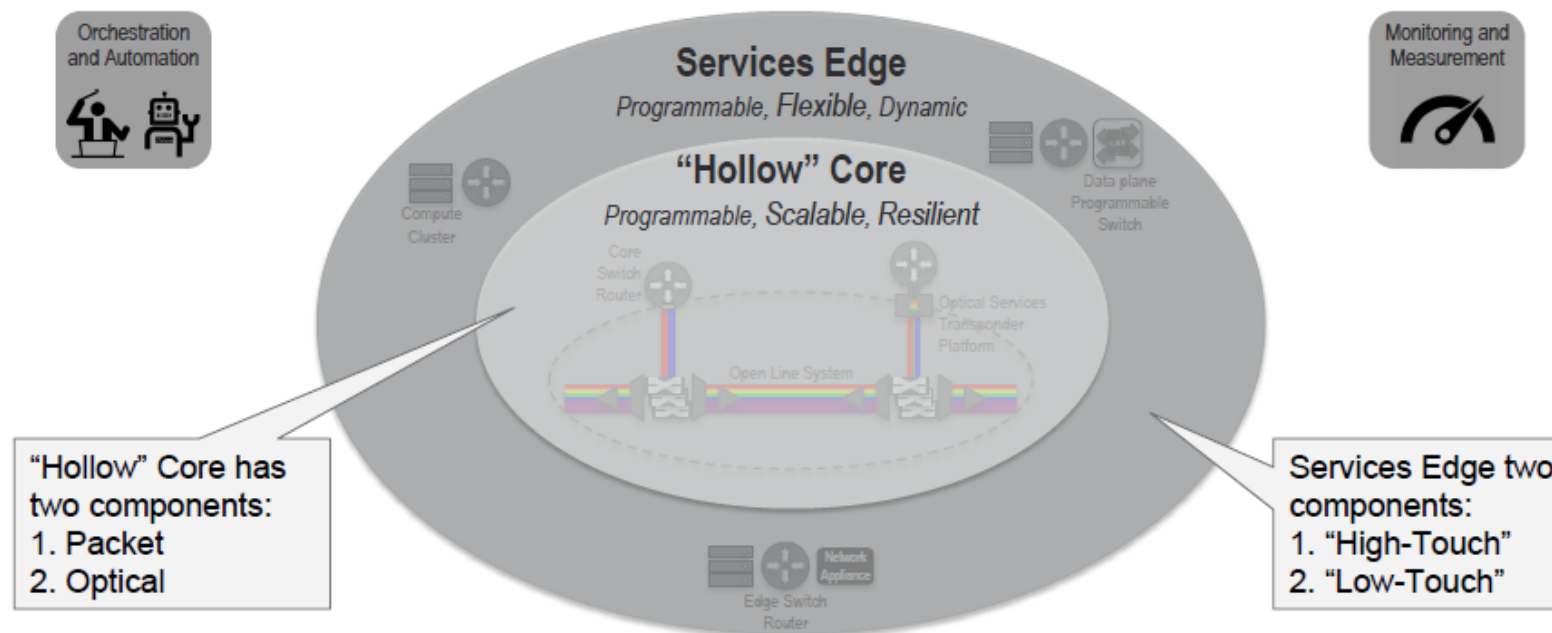 Orchestration
and Automation
Monitoring and
Measurement
Services Edge
Programmable, Flexible, Dynamic
Data plane
Programmable
Switch
Compute
Cluster
“Hollow” Core
Programmable, Scalable, Resilient
Core
Switch
Router
Optical Services
Transponder
Platform
Open Line System
“Hollow” Core has
two components:
1. Packet
2. Optical
Services Edge two
components:
1. “High-Touch”
2. “Low-Touch”
Network
Appliance
Edge Switch
Router